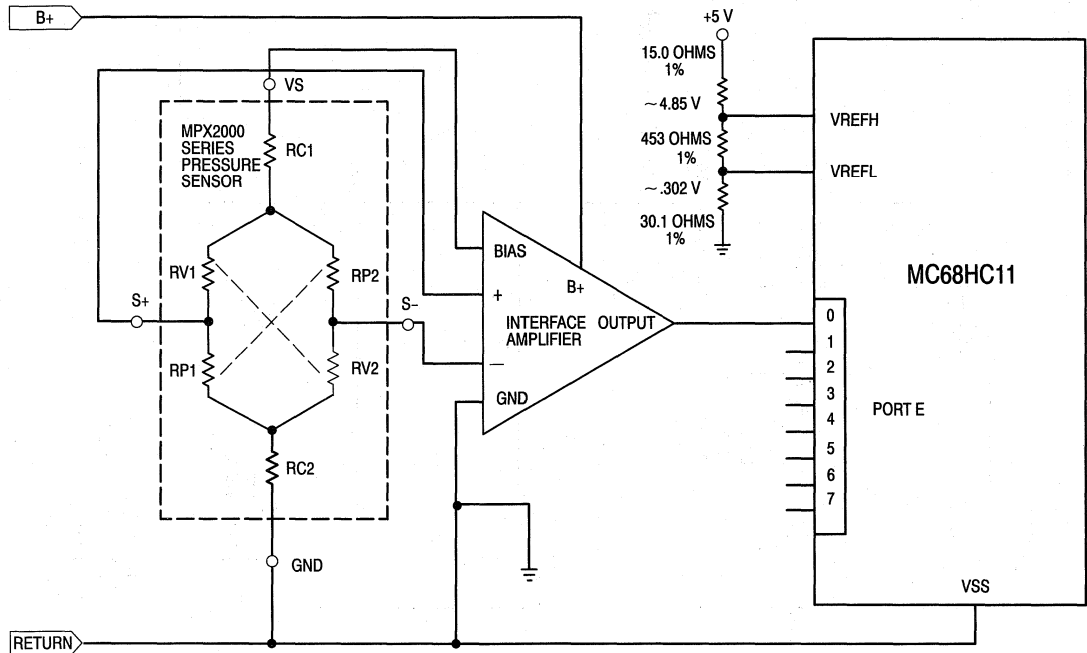 B+
+5 V
15.0 OHMS
1%
~4.85 V
453 OHMS
1%
~.302 V
30.1 OHMS
1%
VREFH
VREFL
MC68HC11
VS
MPX2000
SERIES
PRESSURE
SENSOR
RC1
RV1
RP2
S+
S–
RP1
RV2
RC2
GND
BIAS
B+
+
INTERFACE
AMPLIFIER
OUTPUT
—
GND
0
1
2
3
4
5
6
7
PORT E
VSS
RETURN